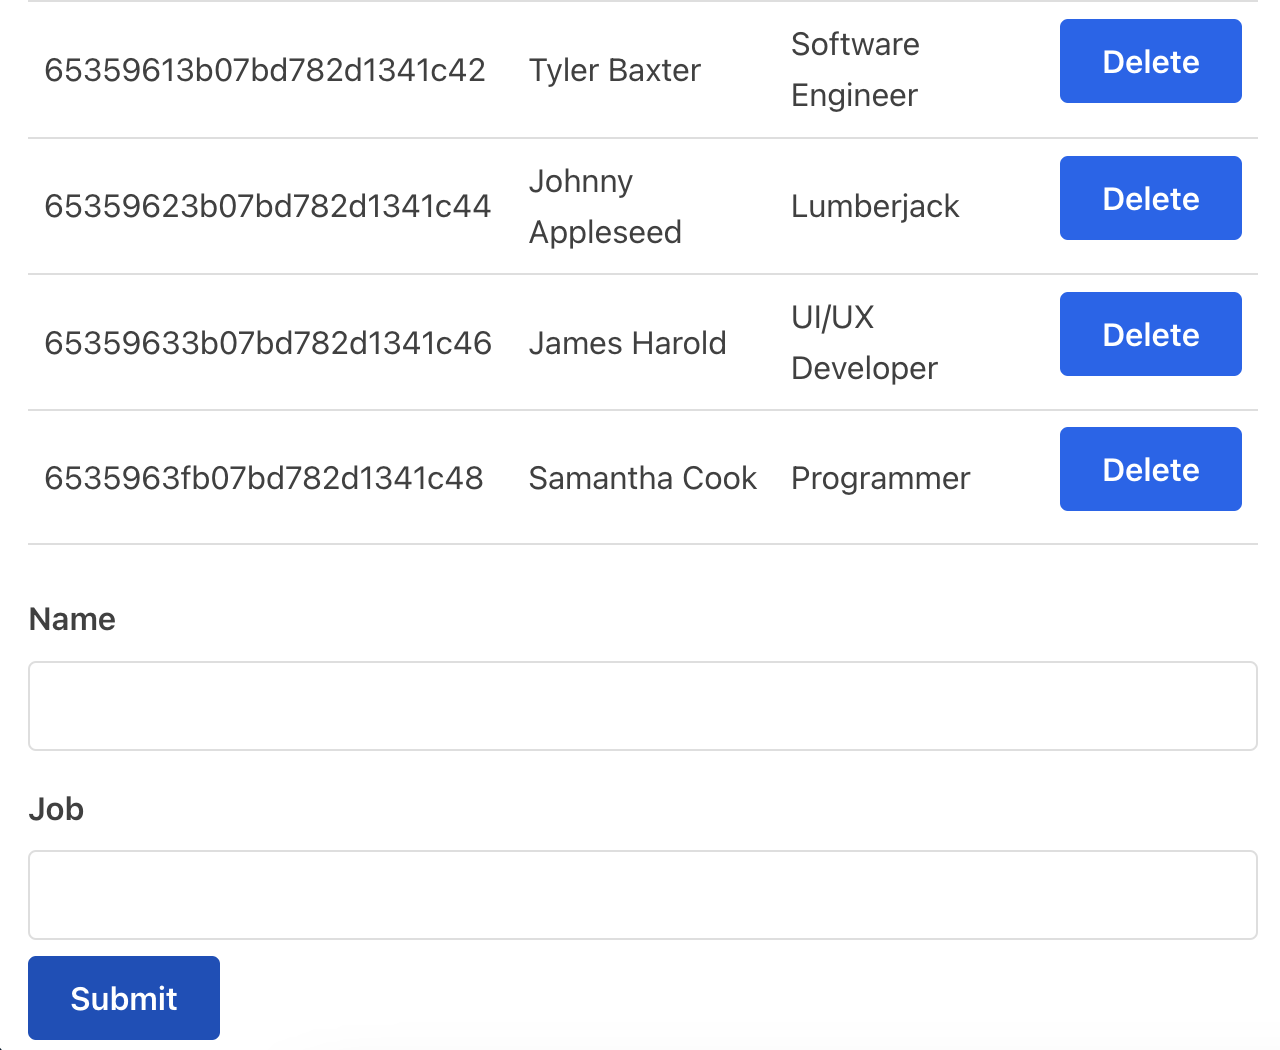 65359613b07bd782d1341c42 Tyler Baxter Software Engineer Delete
65359623b07bd782d1341c44 Johnny Appleseed Lumberjack Delete
65359633b07bd782d1341c46 James Harold UI/UX Developer Delete
6535963fb07bd782d1341c48 Samantha Cook Programmer Delete
Name
Job
Submit